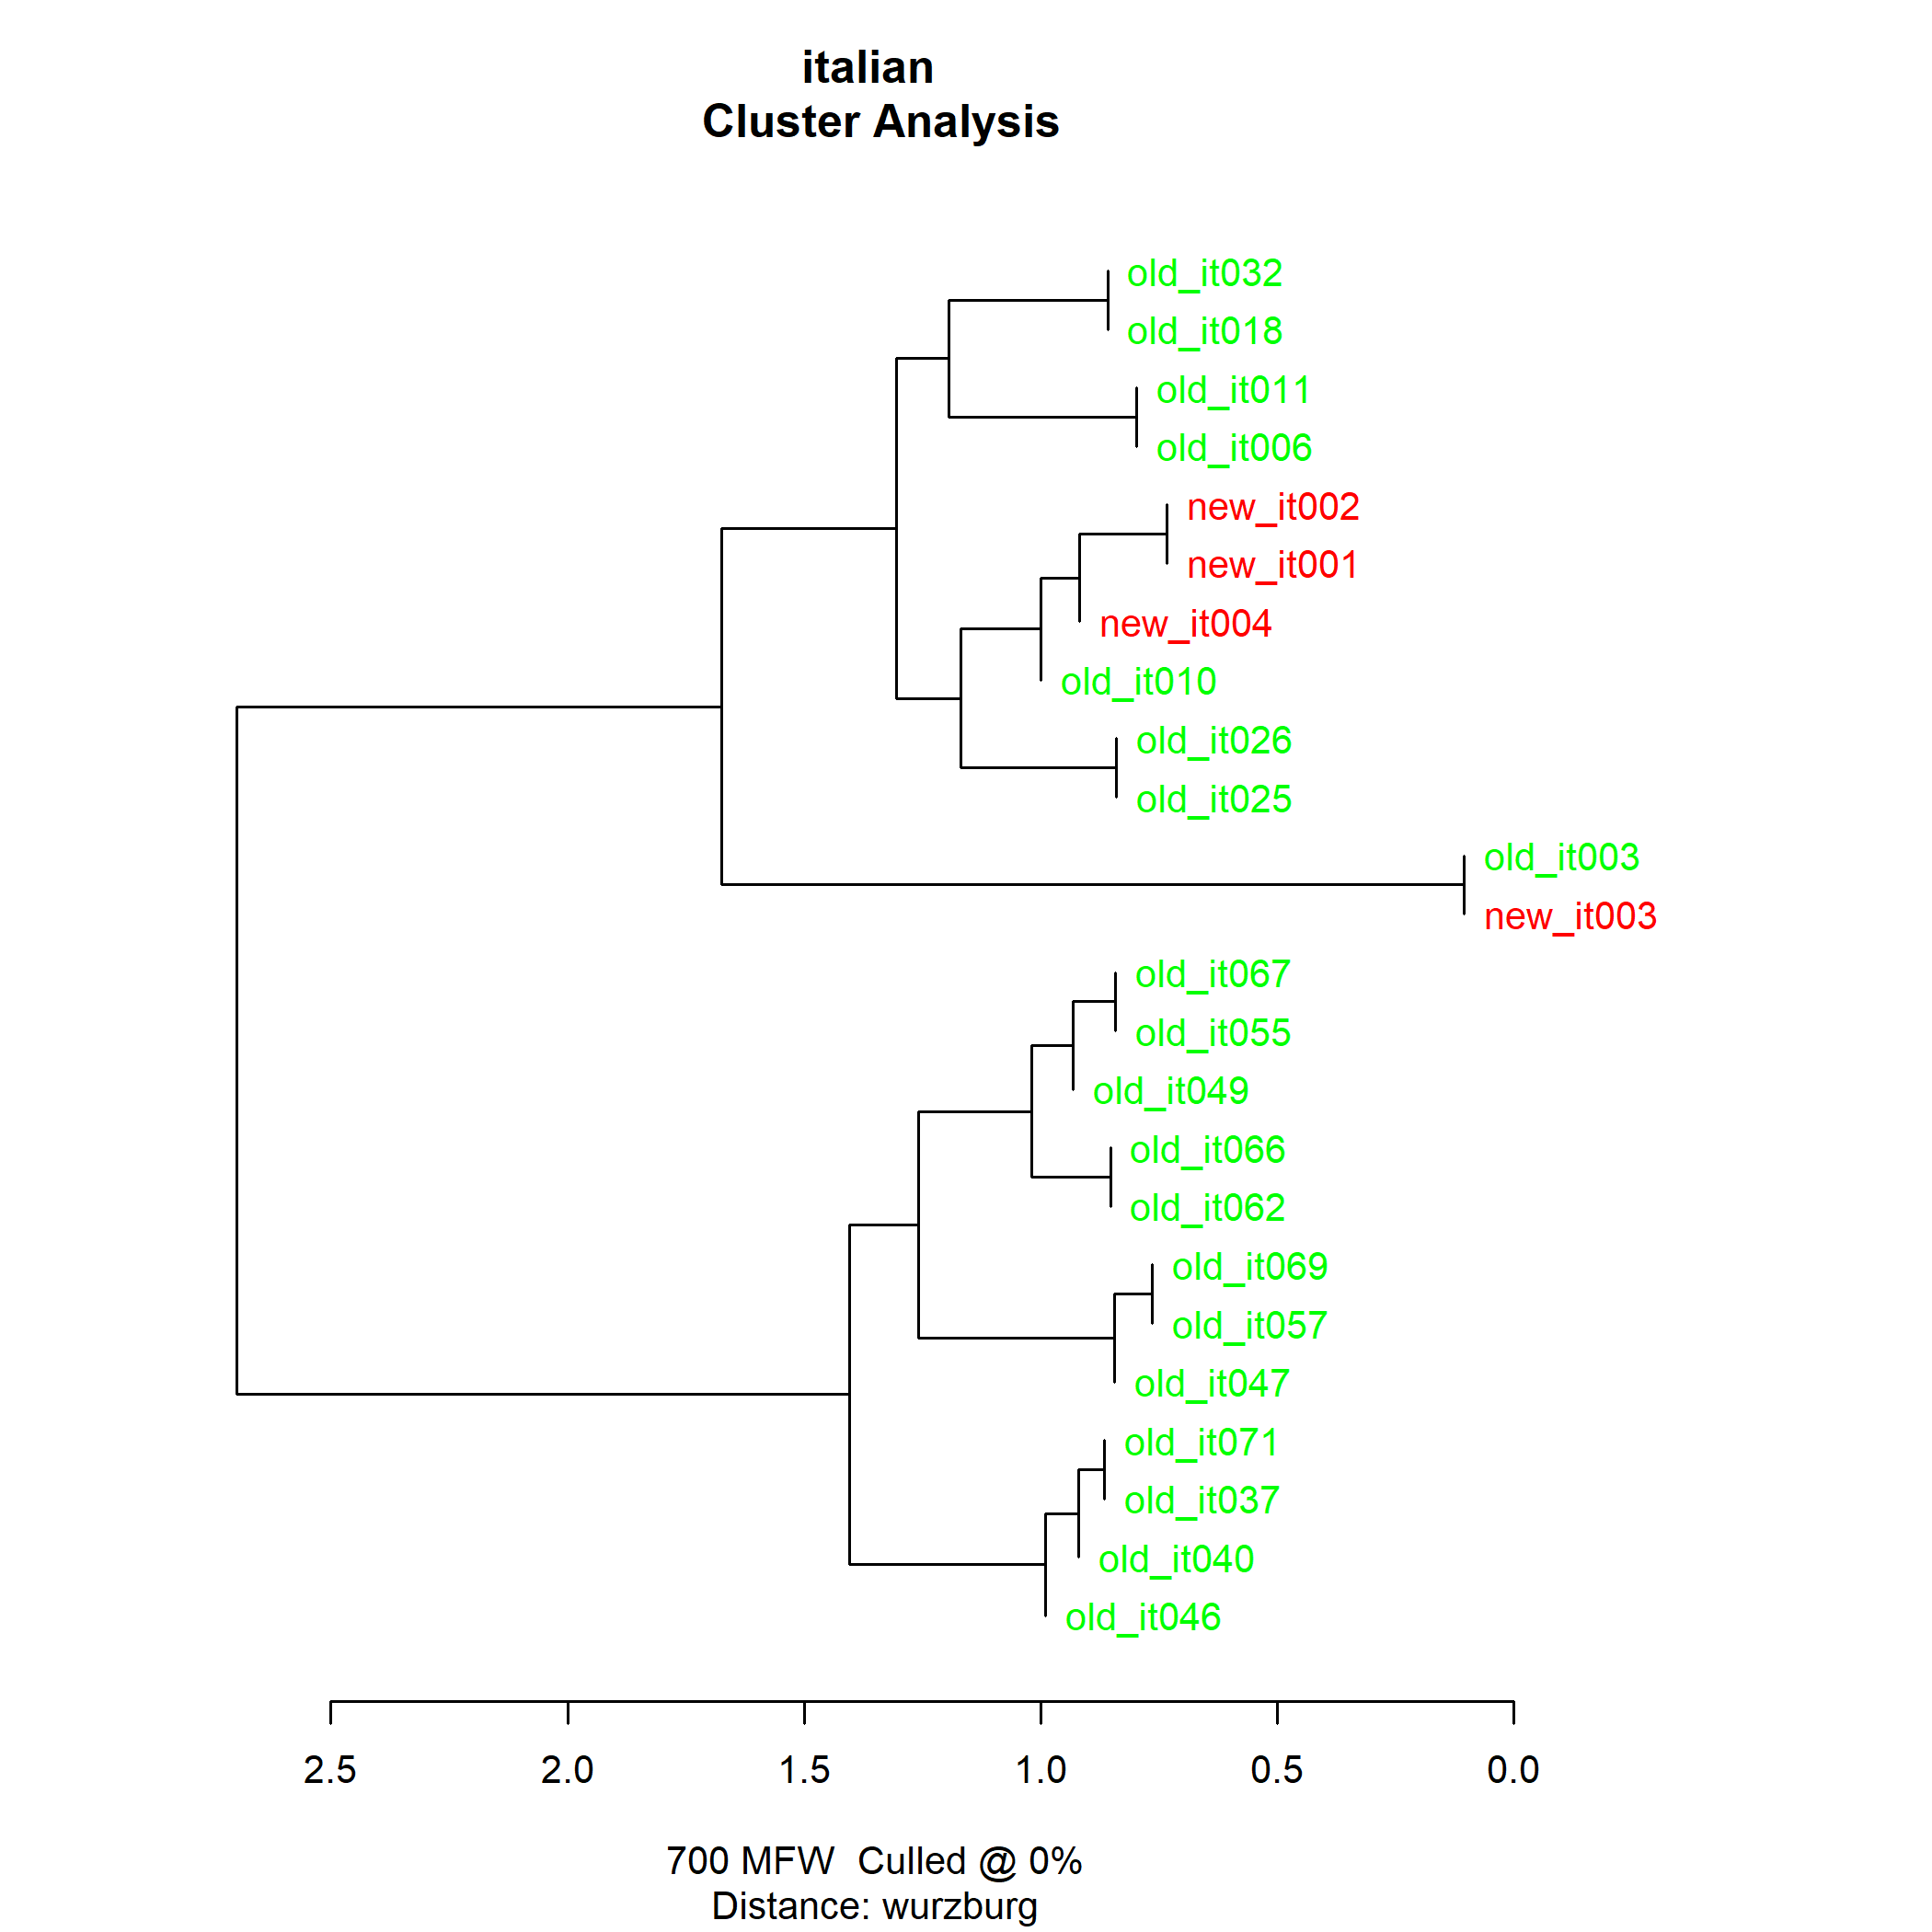 italian
Cluster Analysis
old_it032
old_it018
old_it011
old_it006
new_it002
new_it001
new_it004
old_it010
old_it026
old_it025
old_it003
new_it003
old_it067
old_it055
old_it049
old_it066
old_it062
old_it069
old_it057
old_it047
old_it071
old_it037
old_it040
old_it046
2.5 2.0 1.5 1.0 0.5 0.0
700 MFW  Culled @ 0%
Distance: wurzburg